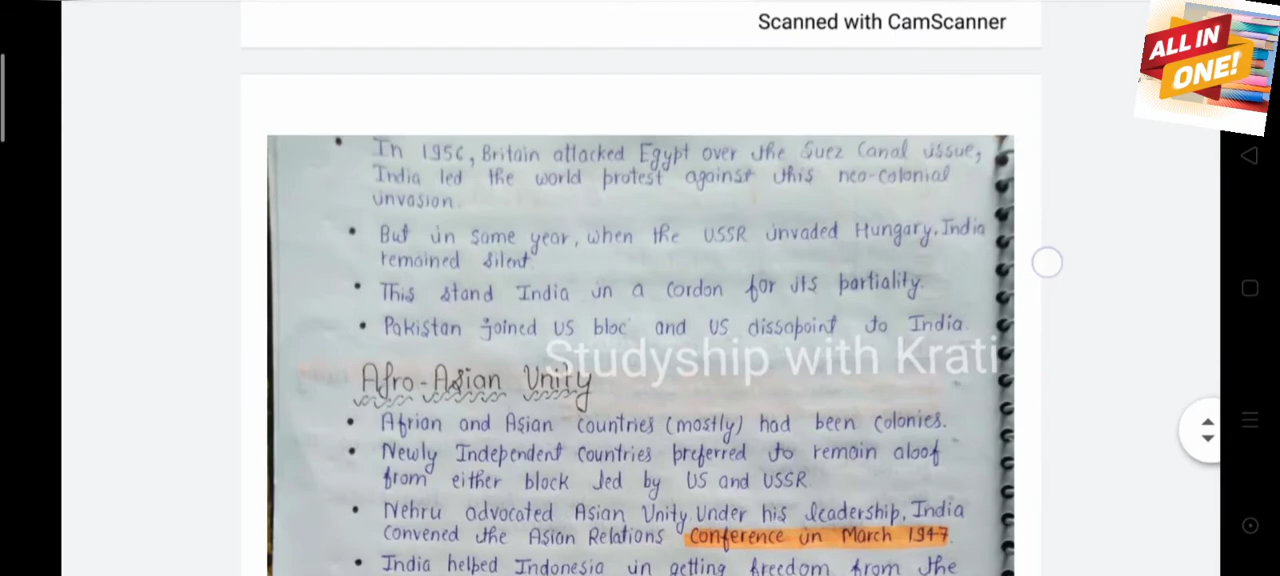 Scanned with CamScanner
ALL IN
ONE!
• In 1956, Britain attacked Egypt over the Suez Canal issue,
India led the world protest against this neo-colonial
invasion.
• But in same year, when the USSR invaded Hungary. India
remained silent.
• This stand India in a cordon for its partiality.
• Pakistan joined US bloc and US dissapoint to India.
Studyship with Krati
Afro-Asian Unity
• Afrian and Asian countries (mostly) had been colonies.
• Newly Independent countries preferred to remain aloof
from either block led by US and USSR
• Nehru advocated Asian Unity. Under his leadership, India
convened the Asian Relations conference in March 1947.
• India helped Indonesia in getting freedom from the